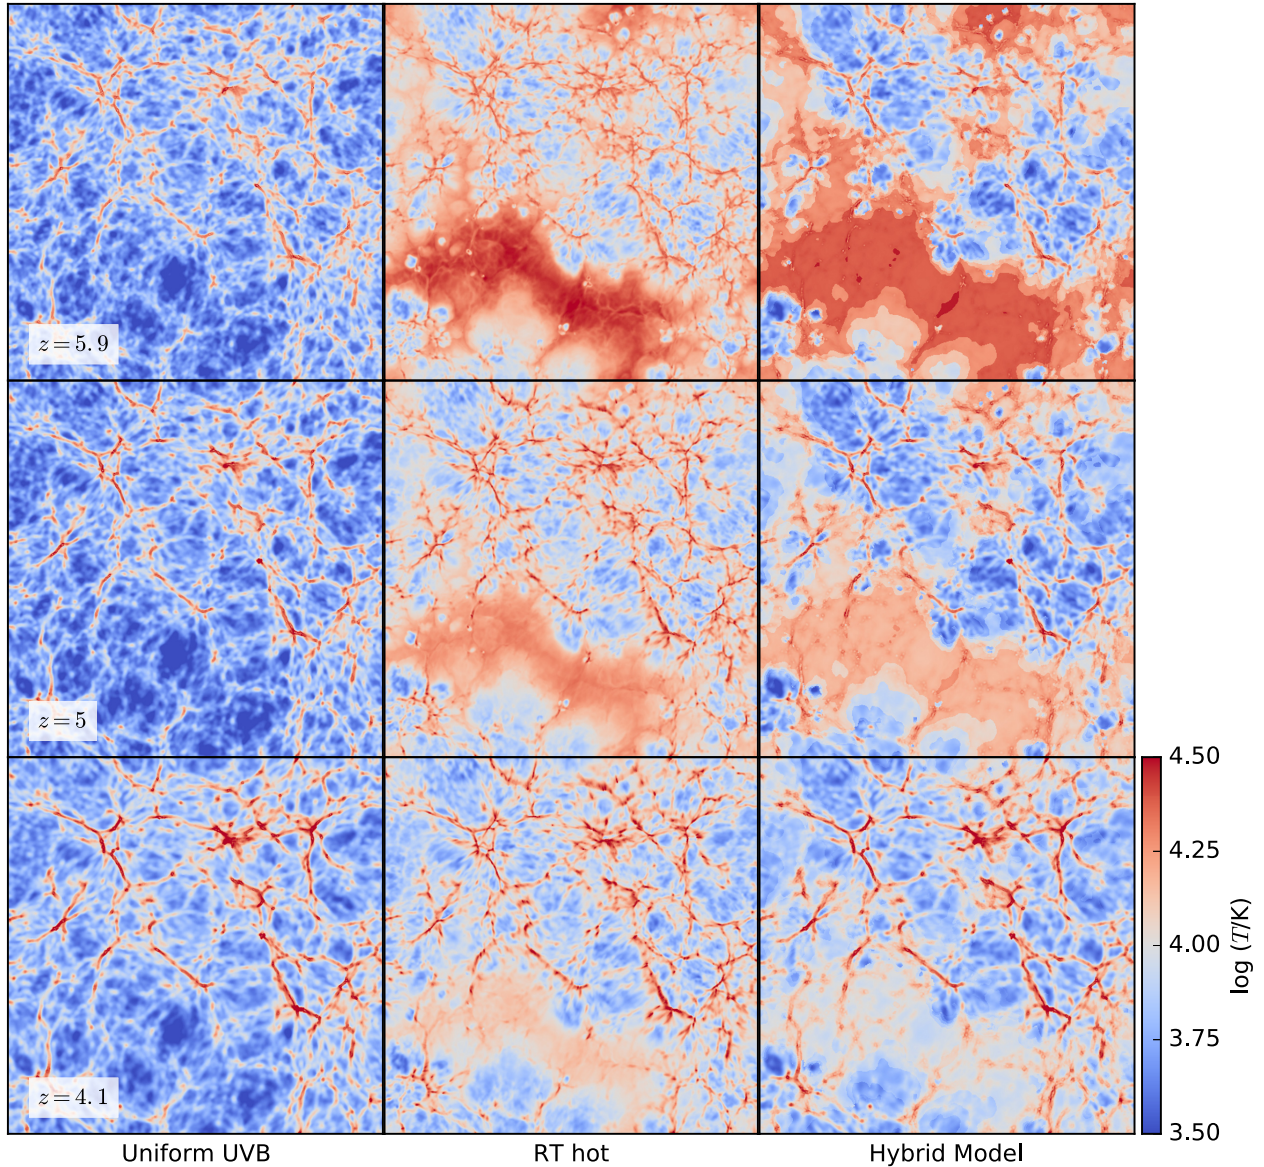 z = 5.9
z = 5
z = 4.1
4.50
4.25
4.00
3.75
3.50
log (T/K)
Uniform UVB
RT hot
Hybrid Model